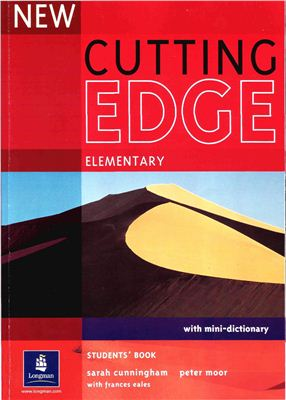 NEW
CUTTING
EDGE
ELEMENTARY
with mini-dictionary
STUDENTS' BOOK
sarah cunningham peter moor
with frances eales
Longman
www.longman.com